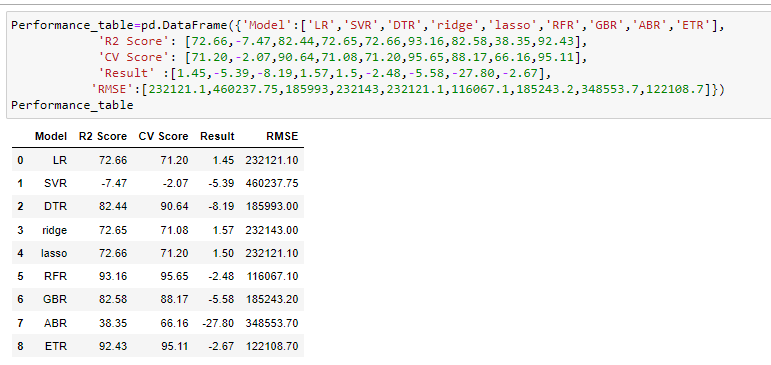 Performance_table=pd.DataFrame({'Model':['LR','SVR','DTR','ridge','lasso','RFR','GBR','ABR','ETR'],
'R2 Score': [72.66,-7.47,82.44,72.65,72.66,93.16,82.58,38.35,92.43],
'CV Score': [71.20,-2.07,90.64,71.08,71.20,95.65,88.17,66.16,95.11],
'Result' :[1.45,-5.39,-8.19,1.57,1.5,-2.48,-5.58,-27.80,-2.67],
'RMSE':[232121.1,460237.75,185993,232143,232121.1,116067.1,185243.2,348553.7,122108.7]})
Performance_table
Model R2 Score CV Score Result RMSE
0 LR 72.66 71.20 1.45 232121.10
1 SVR -7.47 -2.07 -5.39 460237.75
2 DTR 82.44 90.64 -8.19 185993.00
3 ridge 72.65 71.08 1.57 232143.00
4 lasso 72.66 71.20 1.50 232121.10
5 RFR 93.16 95.65 -2.48 116067.10
6 GBR 82.58 88.17 -5.58 185243.20
7 ABR 38.35 66.16 -27.80 348553.70
8 ETR 92.43 95.11 -2.67 122108.70